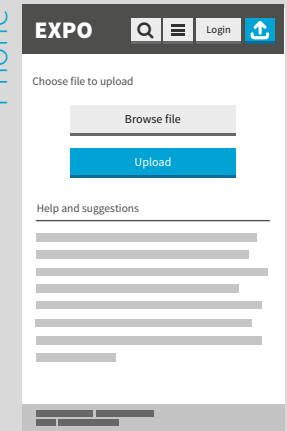 Phone
EXPO
Login
Choose file to upload
Browse file
Upload
Help and suggestions